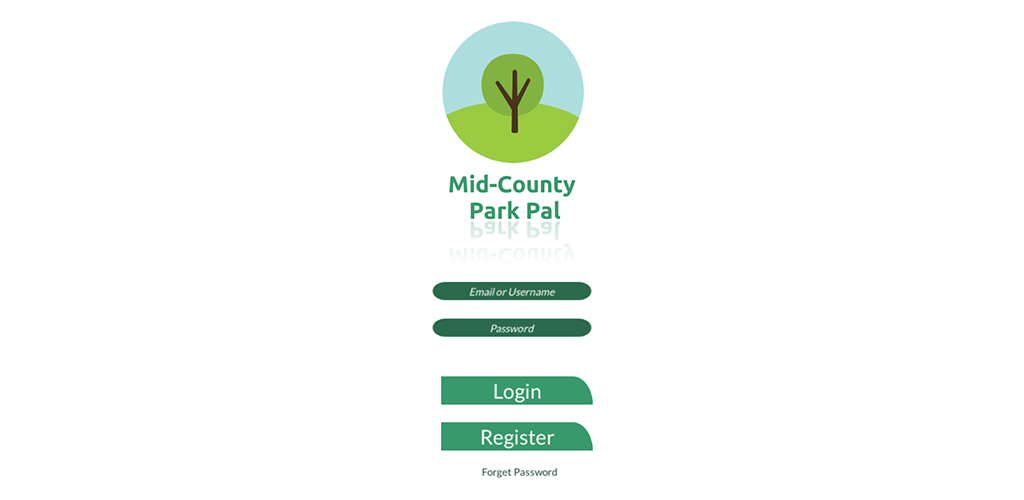 Mid-County
Park Pal
Email or Username
Password
Login
Register
Forget Password